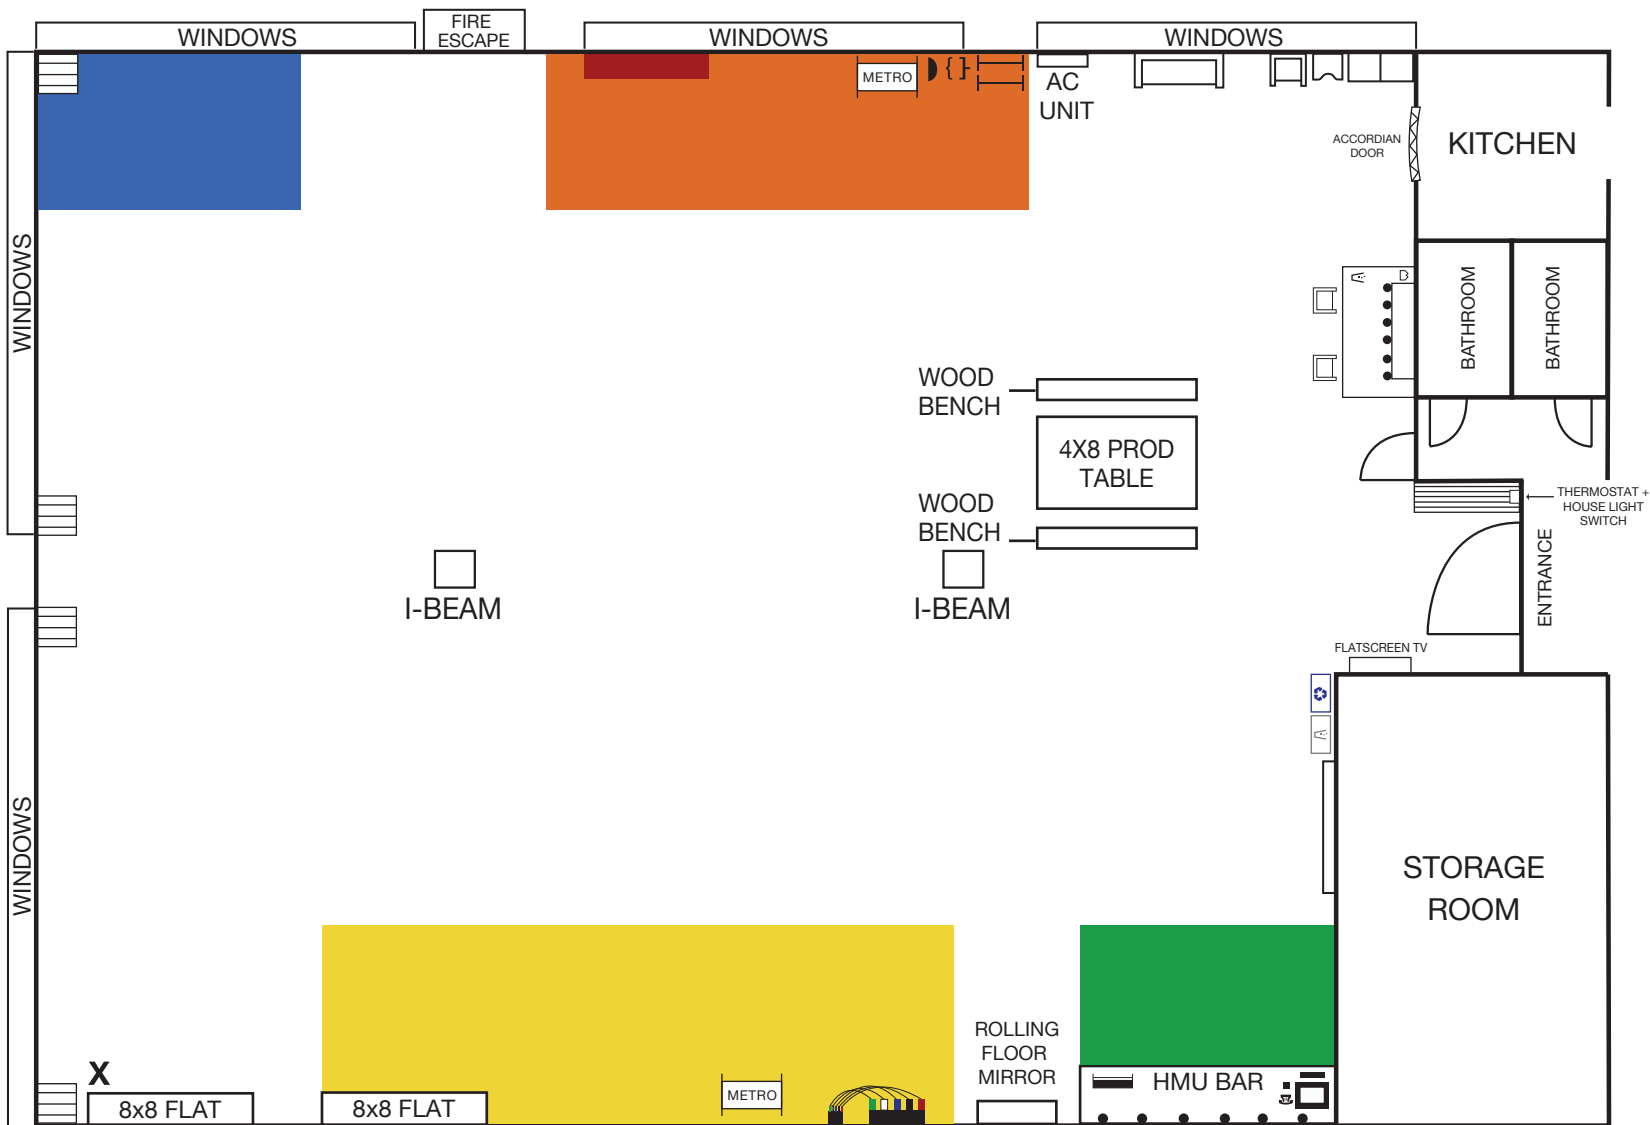 WINDOWS
FIRE
ESCAPE
WINDOWS
WINDOWS
METRO
AC
UNIT
ACCORDIAN
DOOR
KITCHEN
WINDOWS
BATHROOM
BATHROOM
WOOD
BENCH
4X8 PROD
TABLE
WOOD
BENCH
THERMOSTAT +
HOUSE LIGHT
SWITCH
ENTRANCE
I-BEAM
I-BEAM
FLATSCREEN TV
WINDOWS
STORAGE
ROOM
ROLLING
FLOOR
MIRROR
X
8x8 FLAT
8x8 FLAT
METRO
HMU BAR